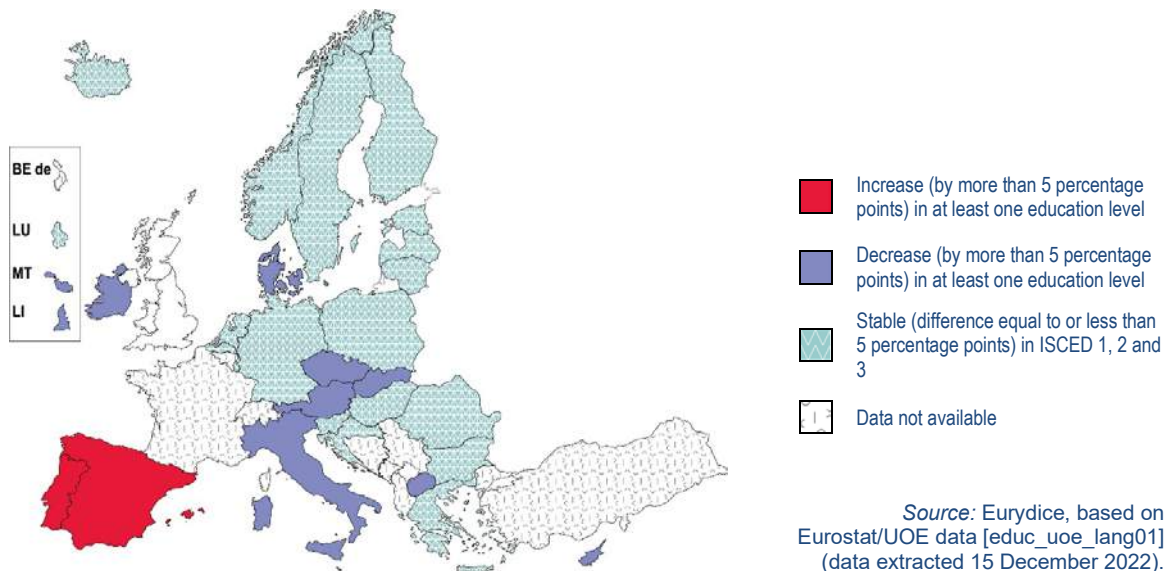 BE de
LU
MT
LI
Increase (by more than 5 percentage
points) in at least one education level
Decrease (by more than 5 percentage
points) in at least one education level
Stable (difference equal to or less than
5 percentage points) in ISCED 1, 2 and
3
Data not available
Source: Eurydice, based on
Eurostat/UOE data [educ_uoe_lang01]
(data extracted 15 December 2022).